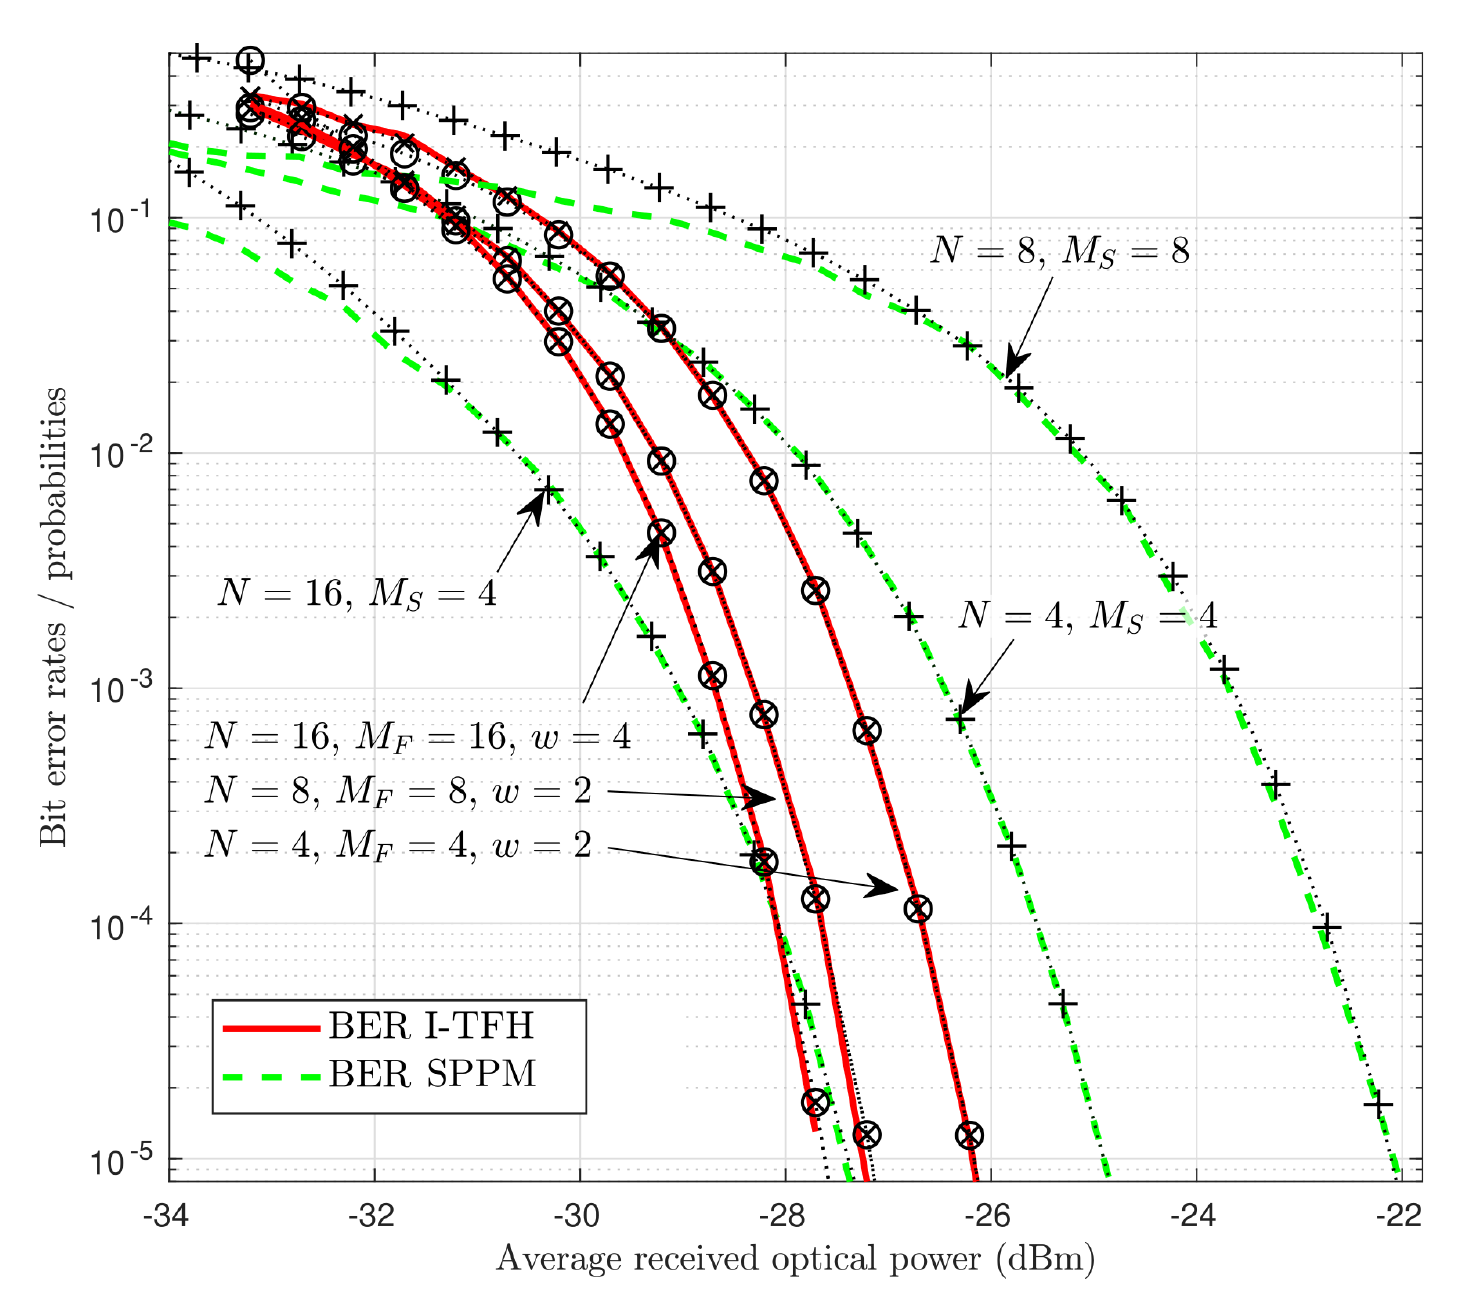 Bit error rates / probabilities
10^-1
10^-2
10^-3
10^-4
10^-5
N = 8, M_S = 8
N = 16, M_S = 4
N = 4, M_S = 4
N = 16, M_F = 16, w = 4
N = 8, M_F = 8, w = 2
N = 4, M_F = 4, w = 2
BER I-TFH
BER SPPM
-34 -32 -30 -28 -26 -24 -22
Average received optical power (dBm)